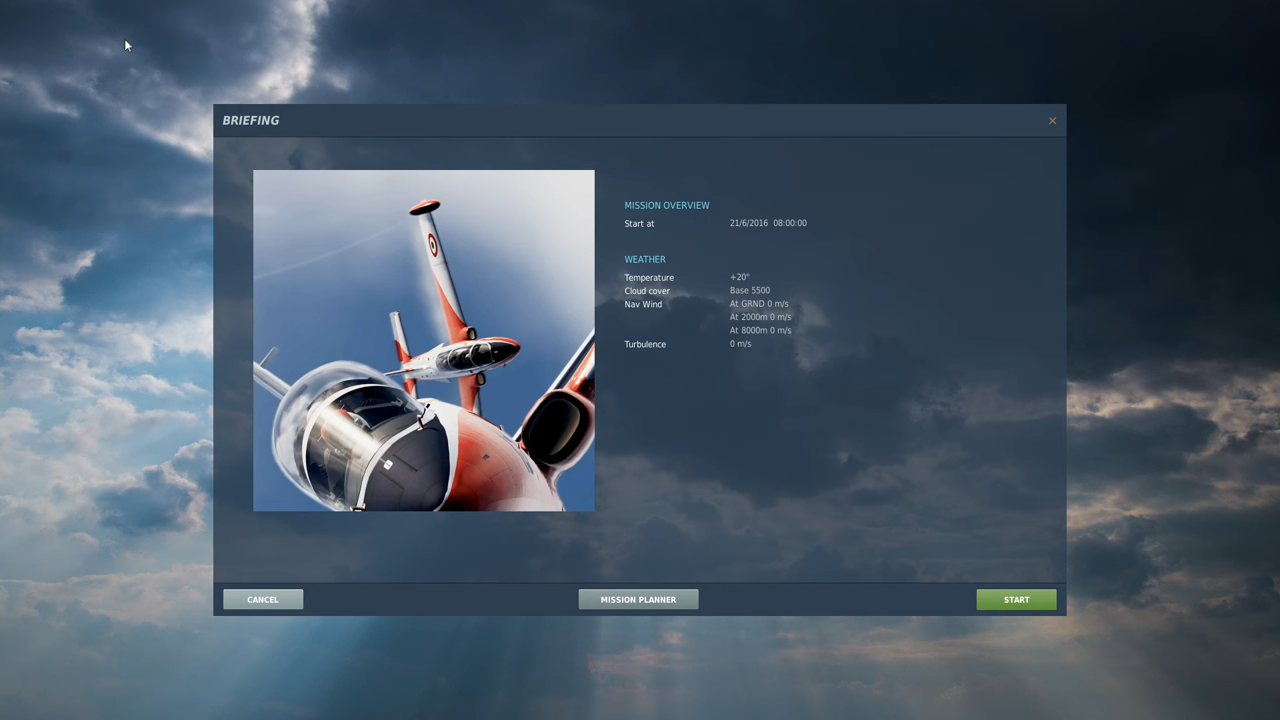 BRIEFING
MISSION OVERVIEW
Start at 21/6/2016 08:00:00
WEATHER
Temperature +20°
Cloud cover Base 5500
Nav Wind At GRND 0 m/s
At 2000m 0 m/s
At 8000m 0 m/s
Turbulence 0 m/s
CANCEL MISSION PLANNER START